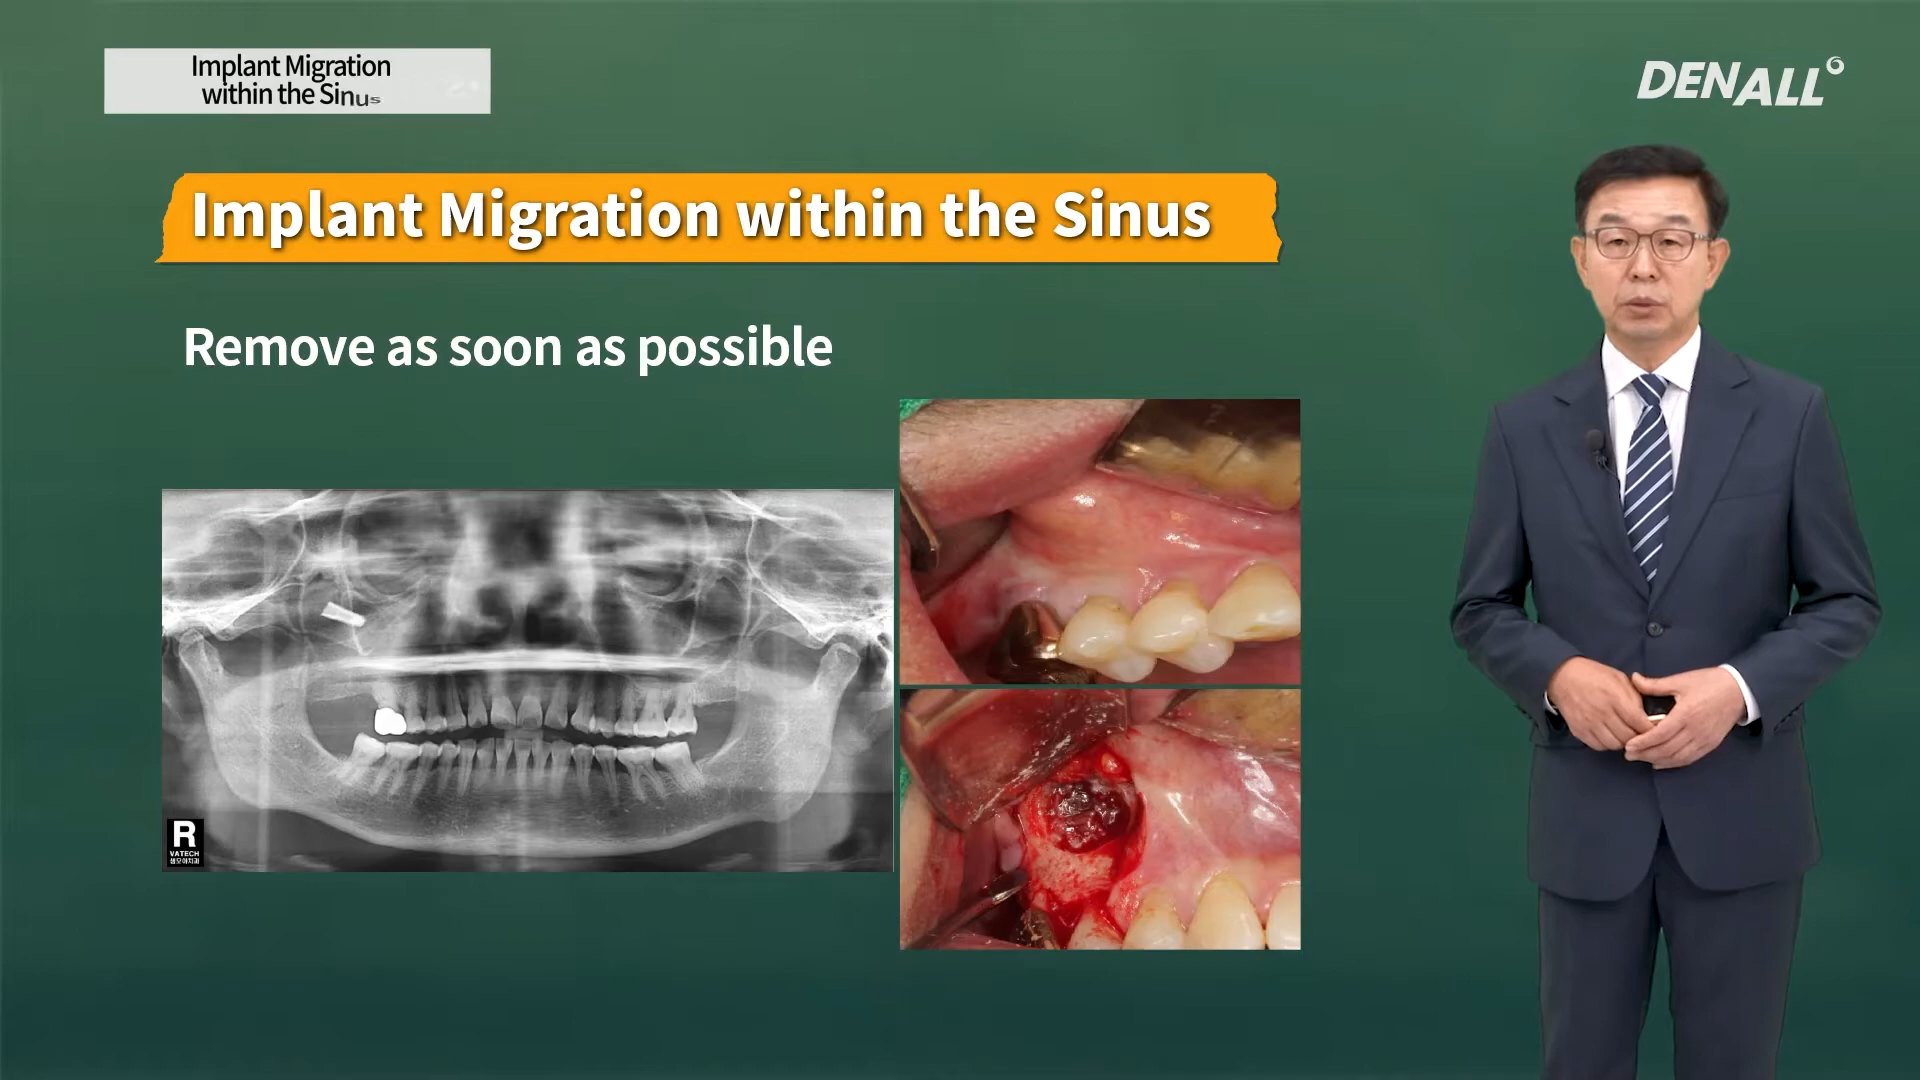 Implant Migration
within the Sinus
DENALL
Implant Migration within the Sinus
Remove as soon as possible
R
VATECH